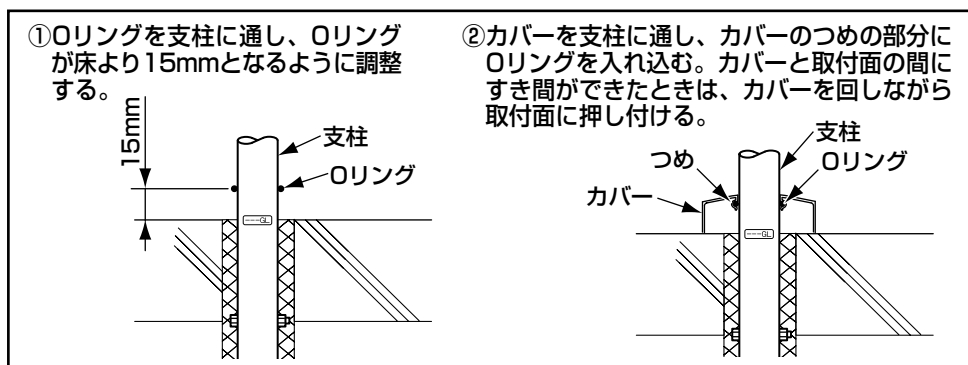 ①Oリングを支柱に通し、Oリング
が床より15mmとなるように調整
する。
15mm
支柱
Oリング
---GL
②カバーを支柱に通し、カバーのつめの部分に
Oリングを入れ込む。カバーと取付面の間に
すき間ができたときは、カバーを回しながら
取付面に押し付ける。
支柱
つめ
Oリング
カバー
---GL